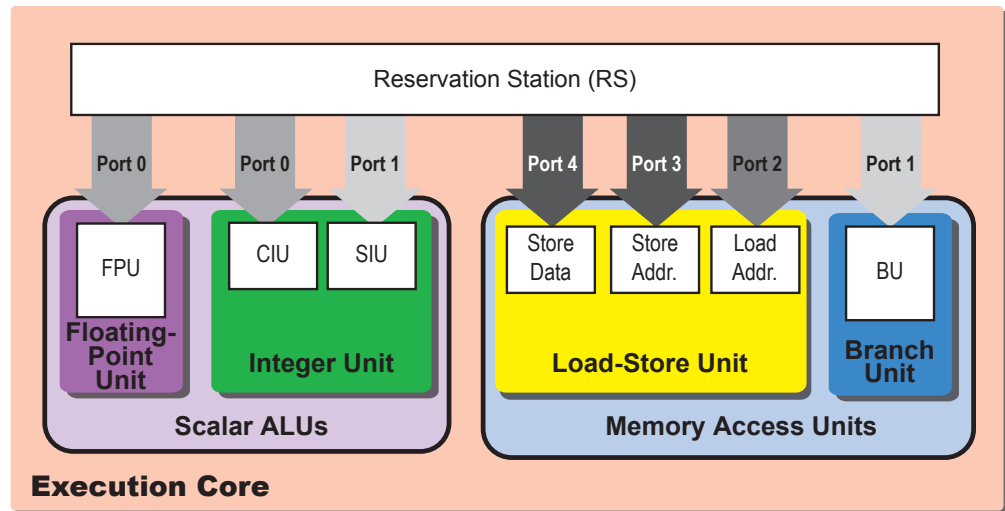 Reservation Station (RS)
Port 0
Port 0
Port 1
Port 4
Port 3
Port 2
Port 1
FPU
CIU
SIU
Store
Data
Store
Addr.
Load
Addr.
BU
Floating-
Point
Unit
Integer Unit
Load-Store Unit
Branch
Unit
Scalar ALUs
Memory Access Units
Execution Core